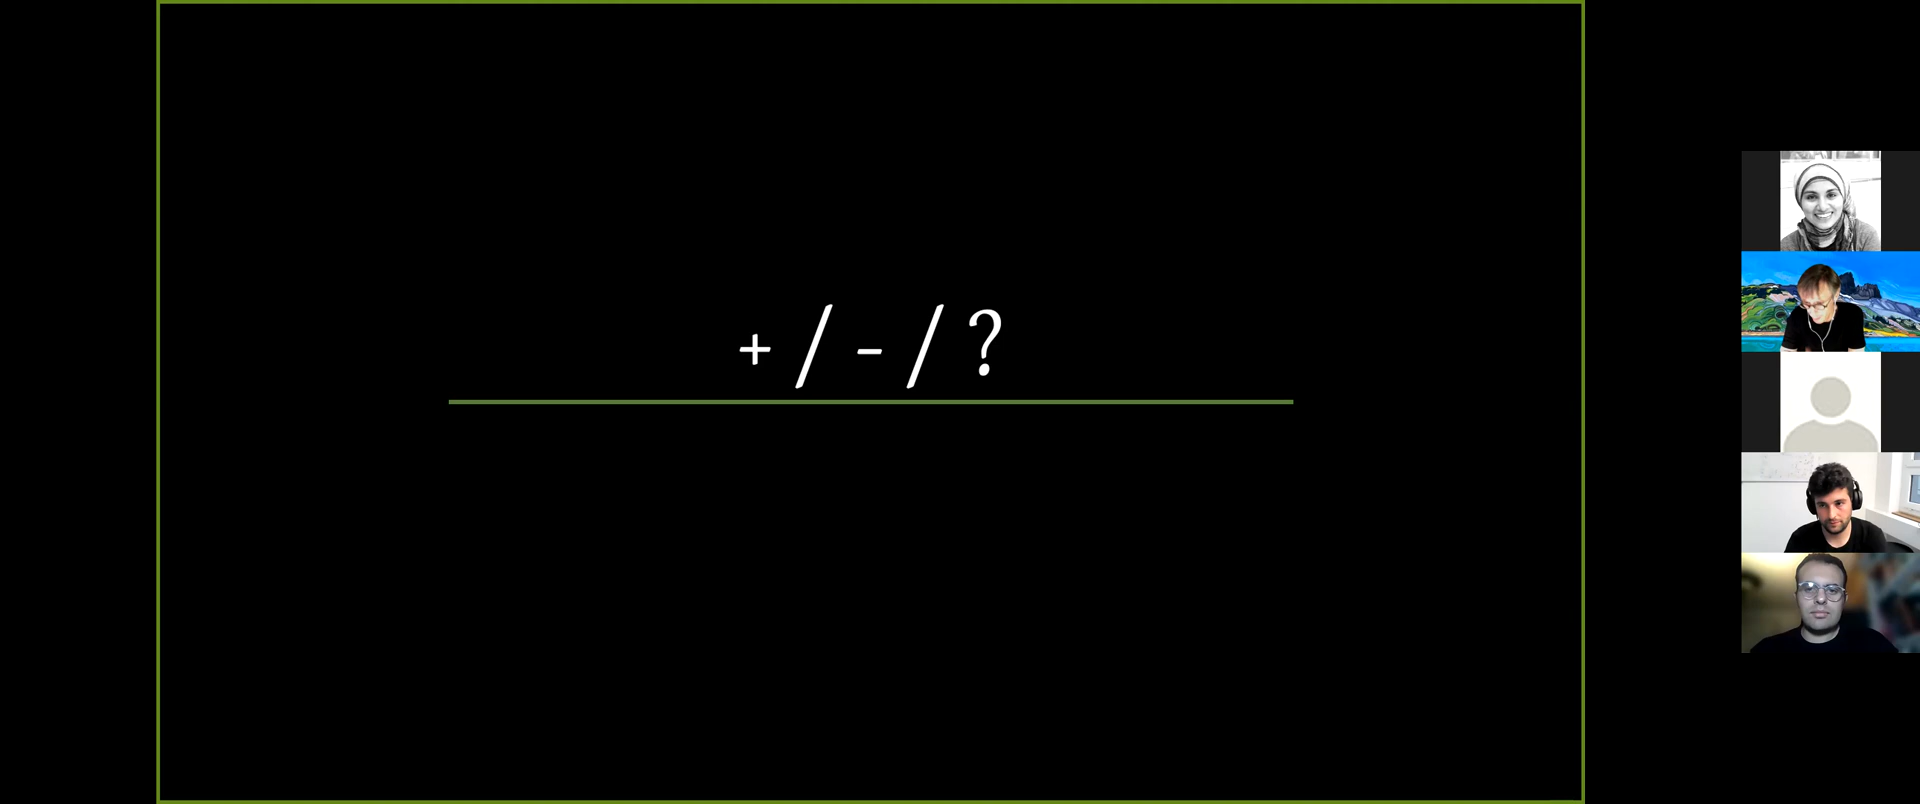 + / - / ?